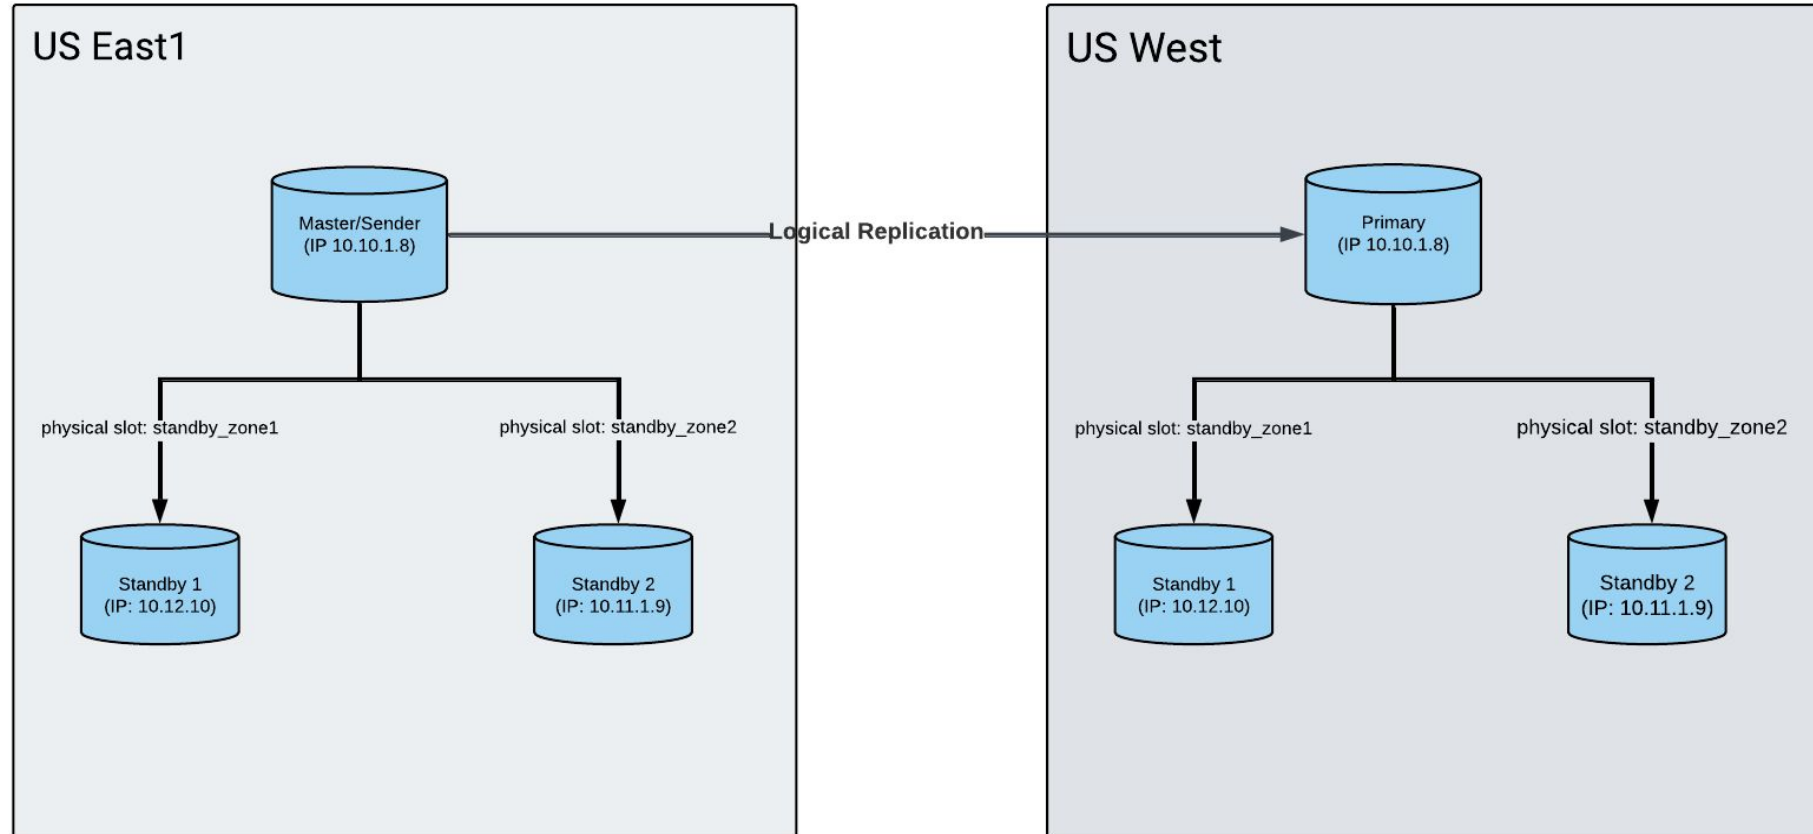 US East1
US West
Master/Sender
(IP 10.10.1.8)
Logical Replication
Primary
(IP 10.10.1.8)
physical slot: standby_zone1
physical slot: standby_zone2
physical slot: standby_zone1
physical slot: standby_zone2
Standby 1
(IP: 10.12.10)
Standby 2
(IP: 10.11.1.9)
Standby 1
(IP: 10.12.10)
Standby 2
(IP: 10.11.1.9)